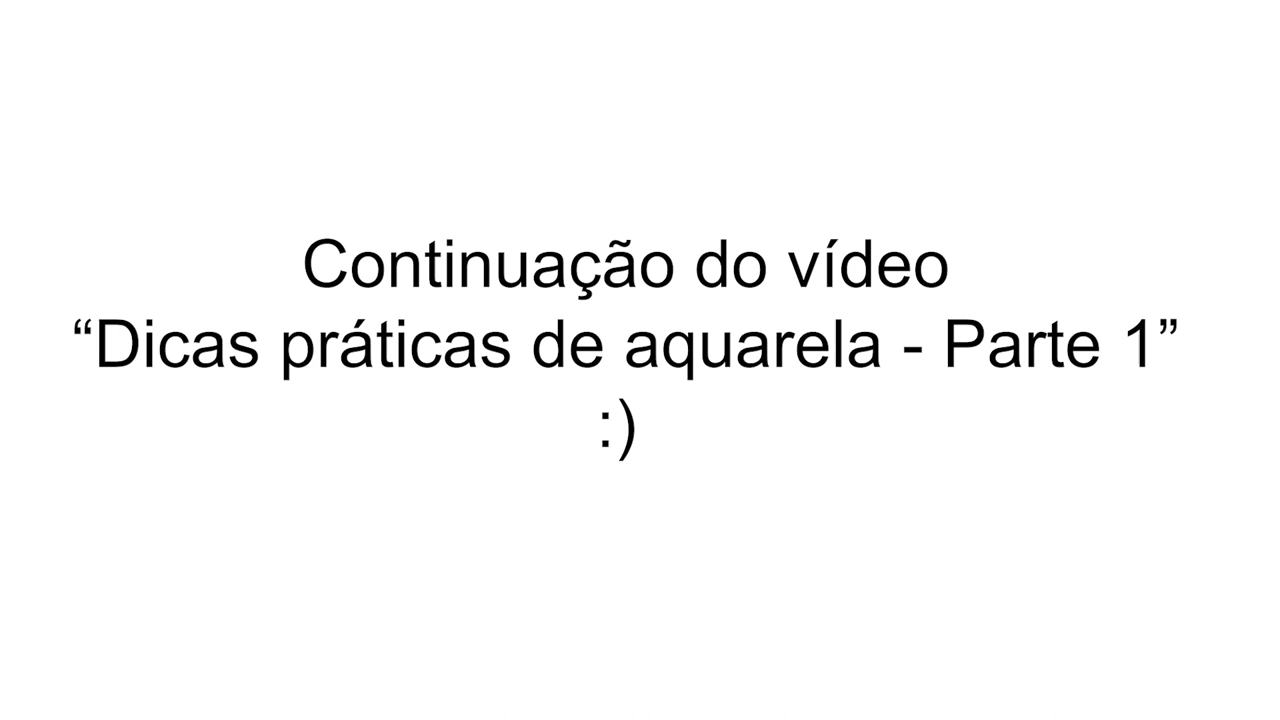 Continuação do vídeo
“Dicas práticas de aquarela - Parte 1”
:)